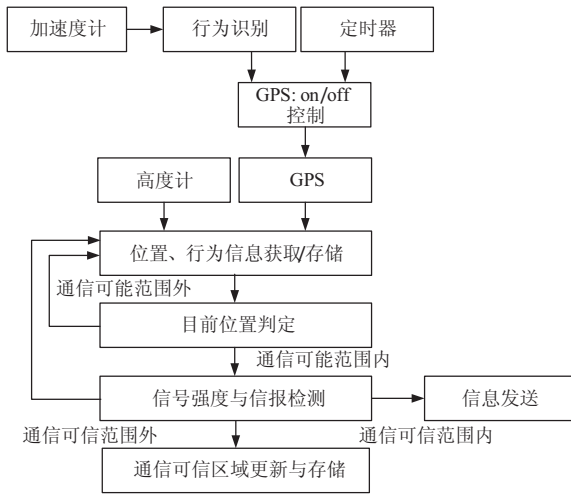 加速度计
行为识别
定时器
GPS: on/off
控制
高度计
GPS
位置、行为信息获取/存储
通信可能范围外
目前位置判定
通信可能范围内
信号强度与信报检测
信息发送
通信可信范围外
通信可信范围内
通信可信区域更新与存储